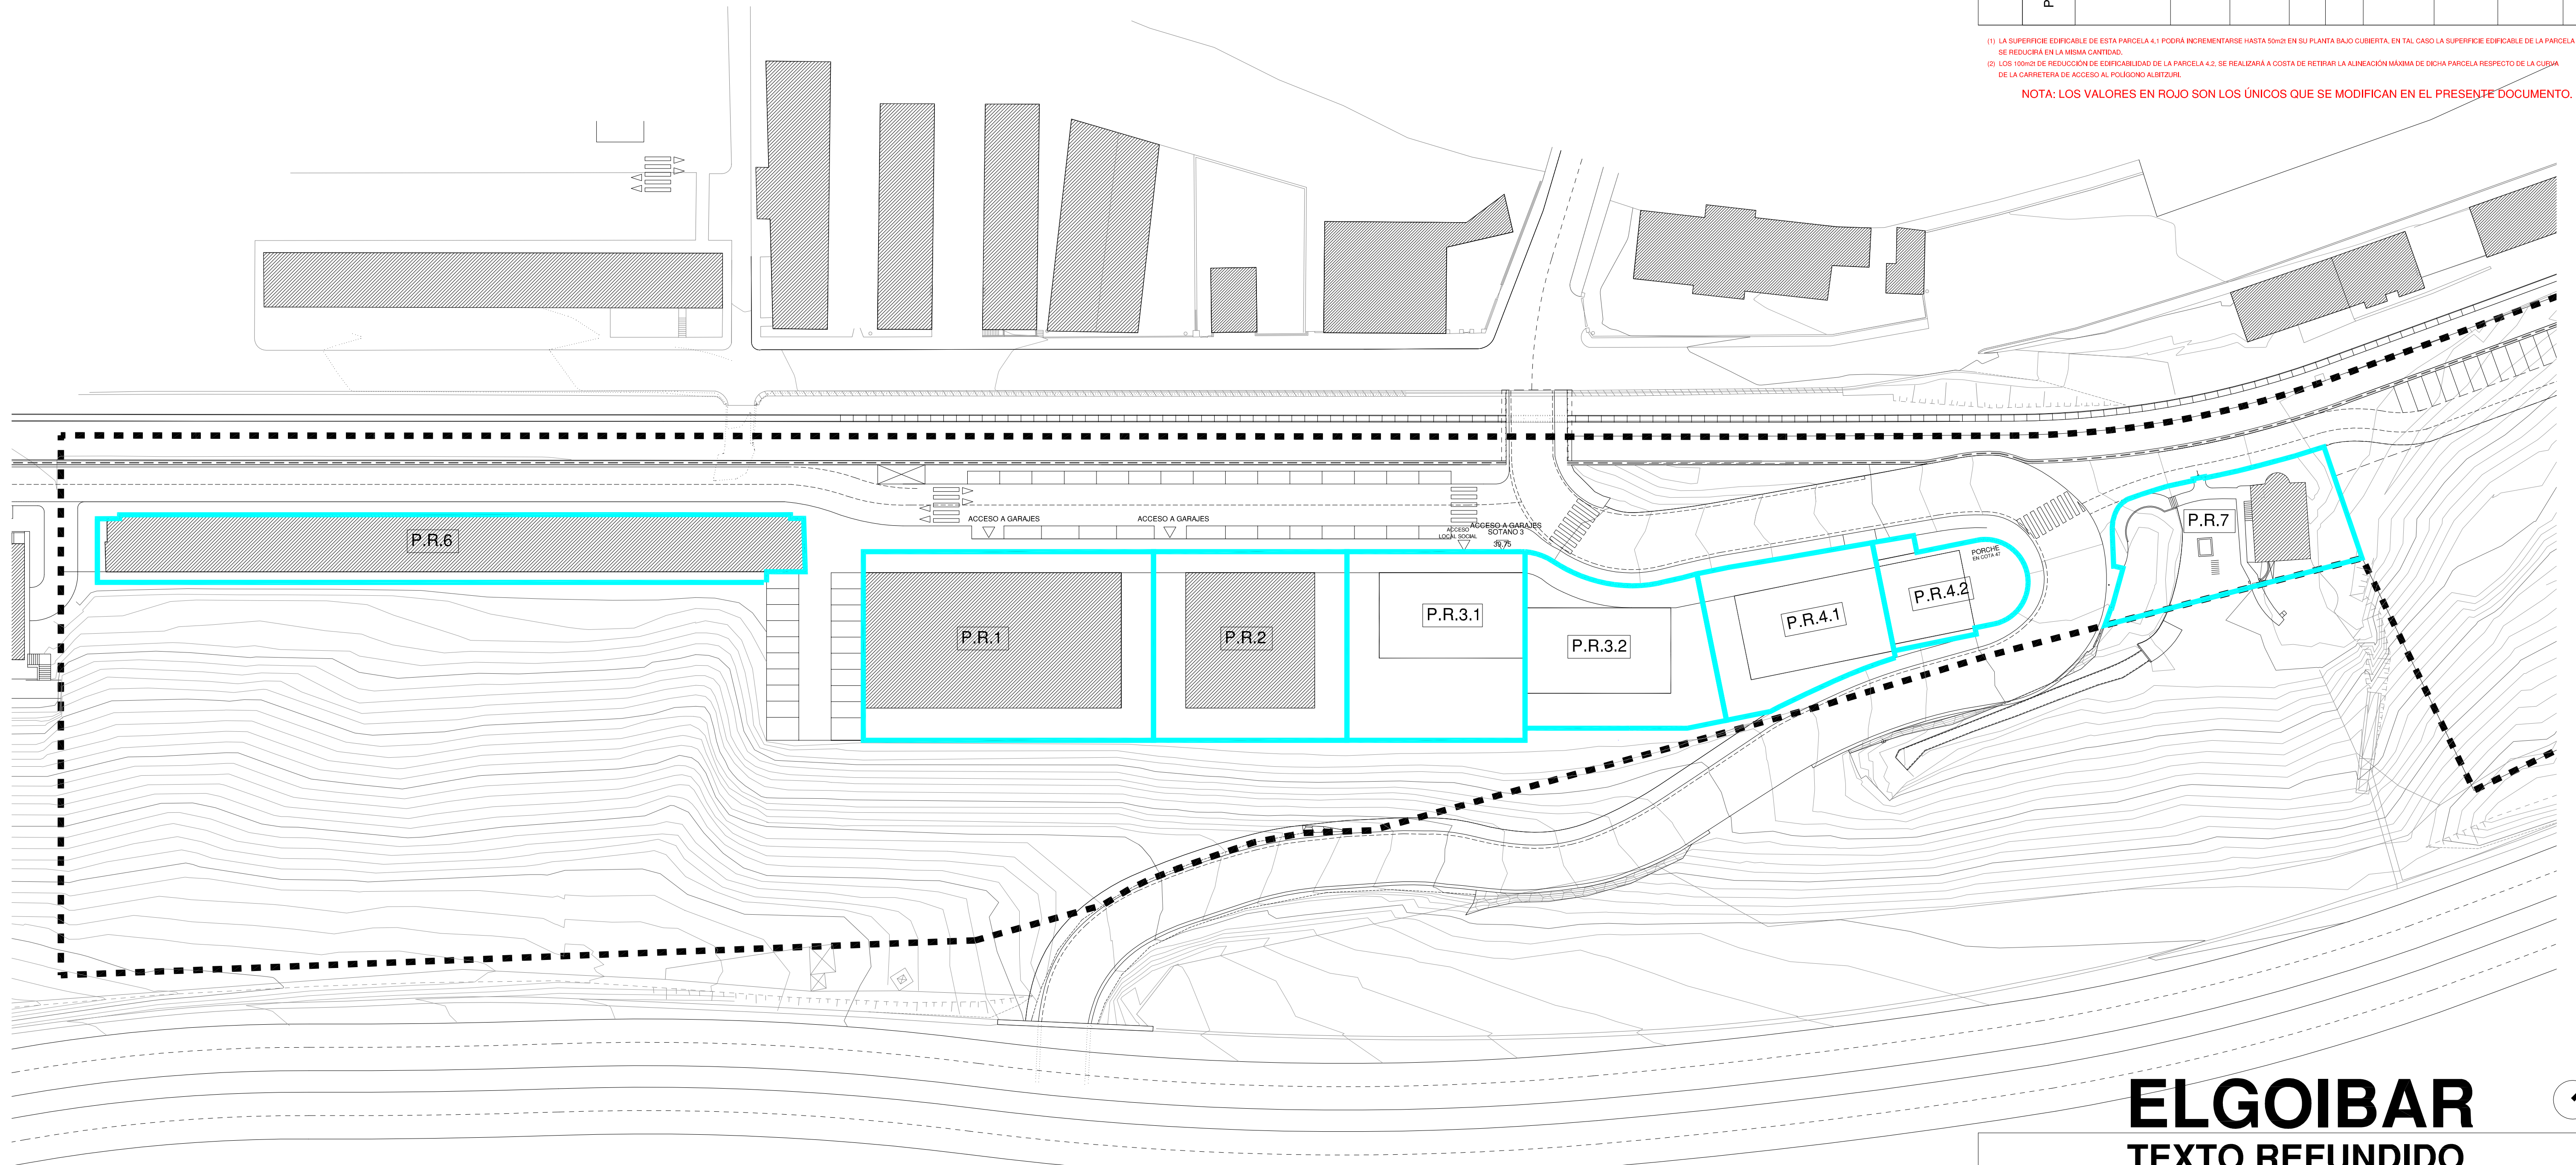 P
(1) LA SUPERFICIE EDIFICABLE DE ESTA PARCELA 4.1 PODRÁ INCREMENTARSE HASTA 50m2t EN SU PLANTA BAJO CUBIERTA, EN TAL CASO LA SUPERFICIE EDIFICABLE DE LA PARCELA
SE REDUCIRÁ EN LA MISMA CANTIDAD.
(2) LOS 100m2t DE REDUCCIÓN DE EDIFICABILIDAD DE LA PARCELA 4.2, SE REALIZARÁ A COSTA DE RETIRAR LA ALINEACIÓN MÁXIMA DE DICHA PARCELA RESPECTO DE LA CURVA
DE LA CARRETERA DE ACCESO AL POLÍGONO ALBITZURI.
NOTA: LOS VALORES EN ROJO SON LOS ÚNICOS QUE SE MODIFICAN EN EL PRESENTE DOCUMENTO.
ACCESO A GARAJES
ACCESO A GARAJES
ACCESO
LOCAL SOCIAL
ACCESO A GARAJES
SOTANO 3
39,75
PORCHE
EN COTA 47
P.R.6
P.R.1
P.R.2
P.R.3.1
P.R.3.2
P.R.4.1
P.R.4.2
P.R.7
ELGOIBAR
TEXTO REFUNDIDO